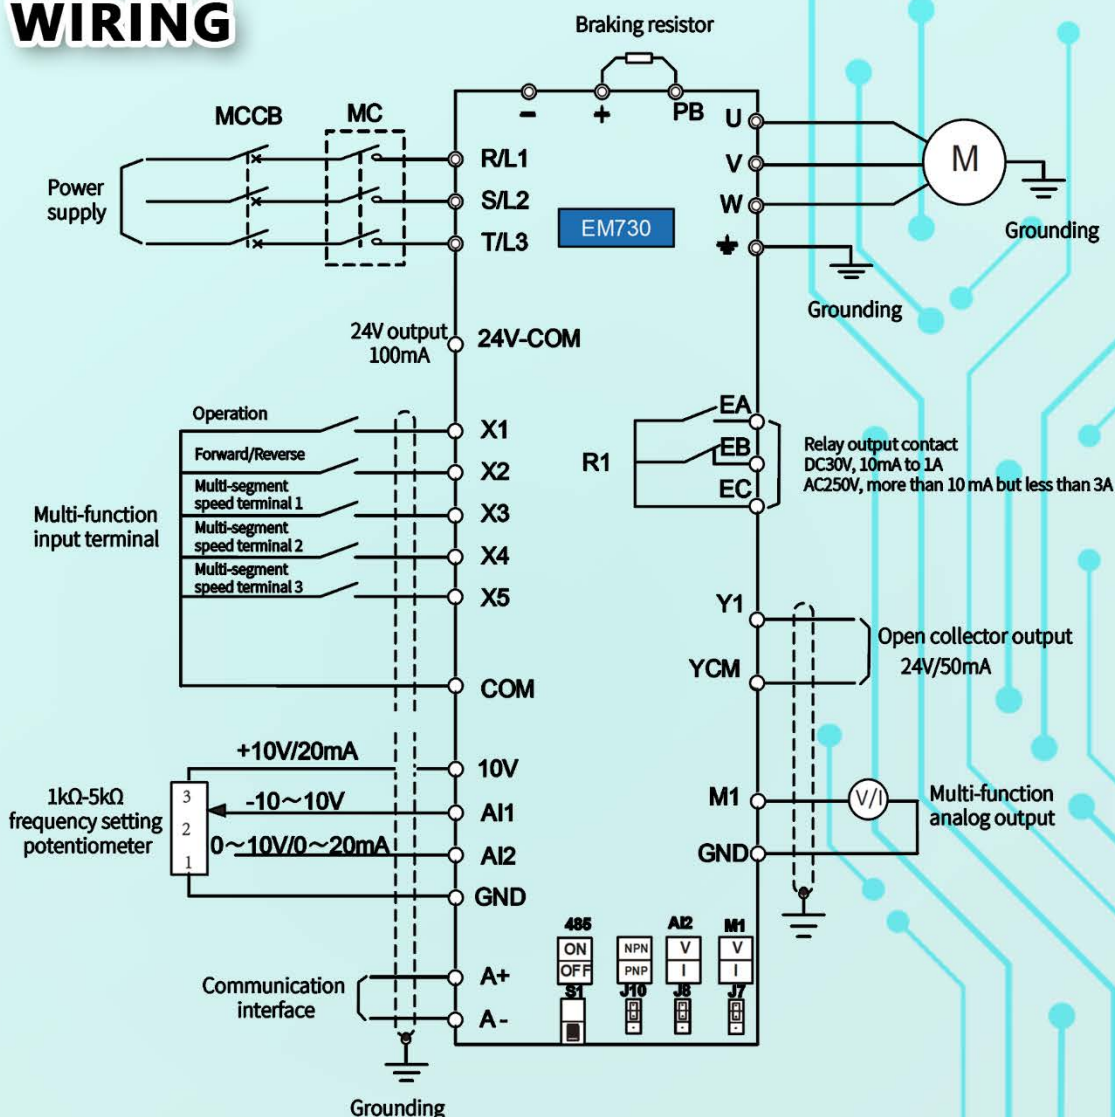 WIRING
Braking resistor
MCCB
MC
-
+
PB
U
V
W
M
Power
supply
R/L1
S/L2
T/L3
EM730
Grounding
Grounding
24V output
100mA
24V-COM
Operation
Forward/Reverse
Multi-segment
speed terminal 1
Multi-segment
speed terminal 2
Multi-segment
speed terminal 3
Multi-function
input terminal
X1
X2
X3
X4
X5
COM
R1
EA
EB
EC
Relay output contact
DC30V, 10mA to 1A
AC250V, more than 10 mA but less than 3A
Y1
YCM
Open collector output
24V/50mA
+10V/20mA
-10~10V
0~10V/0~20mA
1kΩ-5kΩ
frequency setting
potentiometer
3
2
1
10V
AI1
AI2
GND
M1
GND
V/I
Multi-function
analog output
Communication
interface
A+
A-
485
ON
OFF
S1
NPN
PNP
J10
AI2
V
I
J8
M1
V
I
J7
Grounding